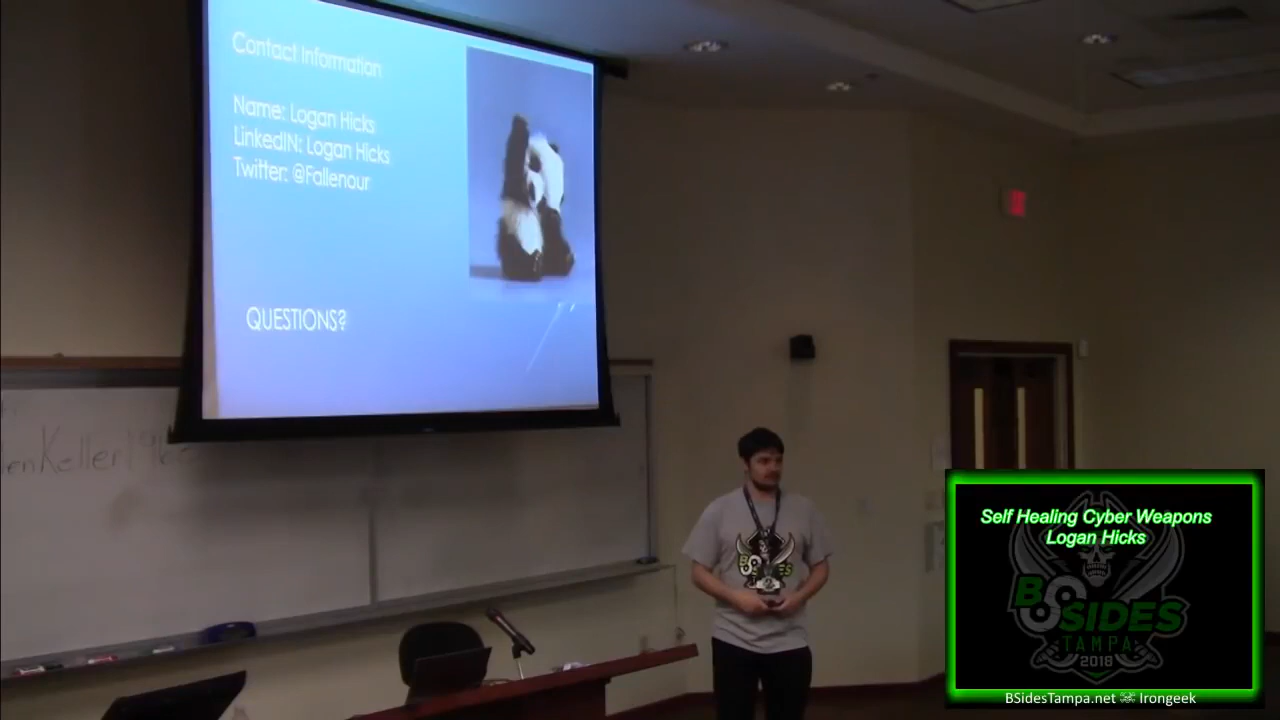 Contact Information
Name: Logan Hicks
LinkedIN: Logan Hicks
Twitter: @Fallenour
QUESTIONS?
BSIDES
Self Healing Cyber Weapons
Logan Hicks
BSIDES
TAMPA
2018
BSidesTampa.net Irongeek